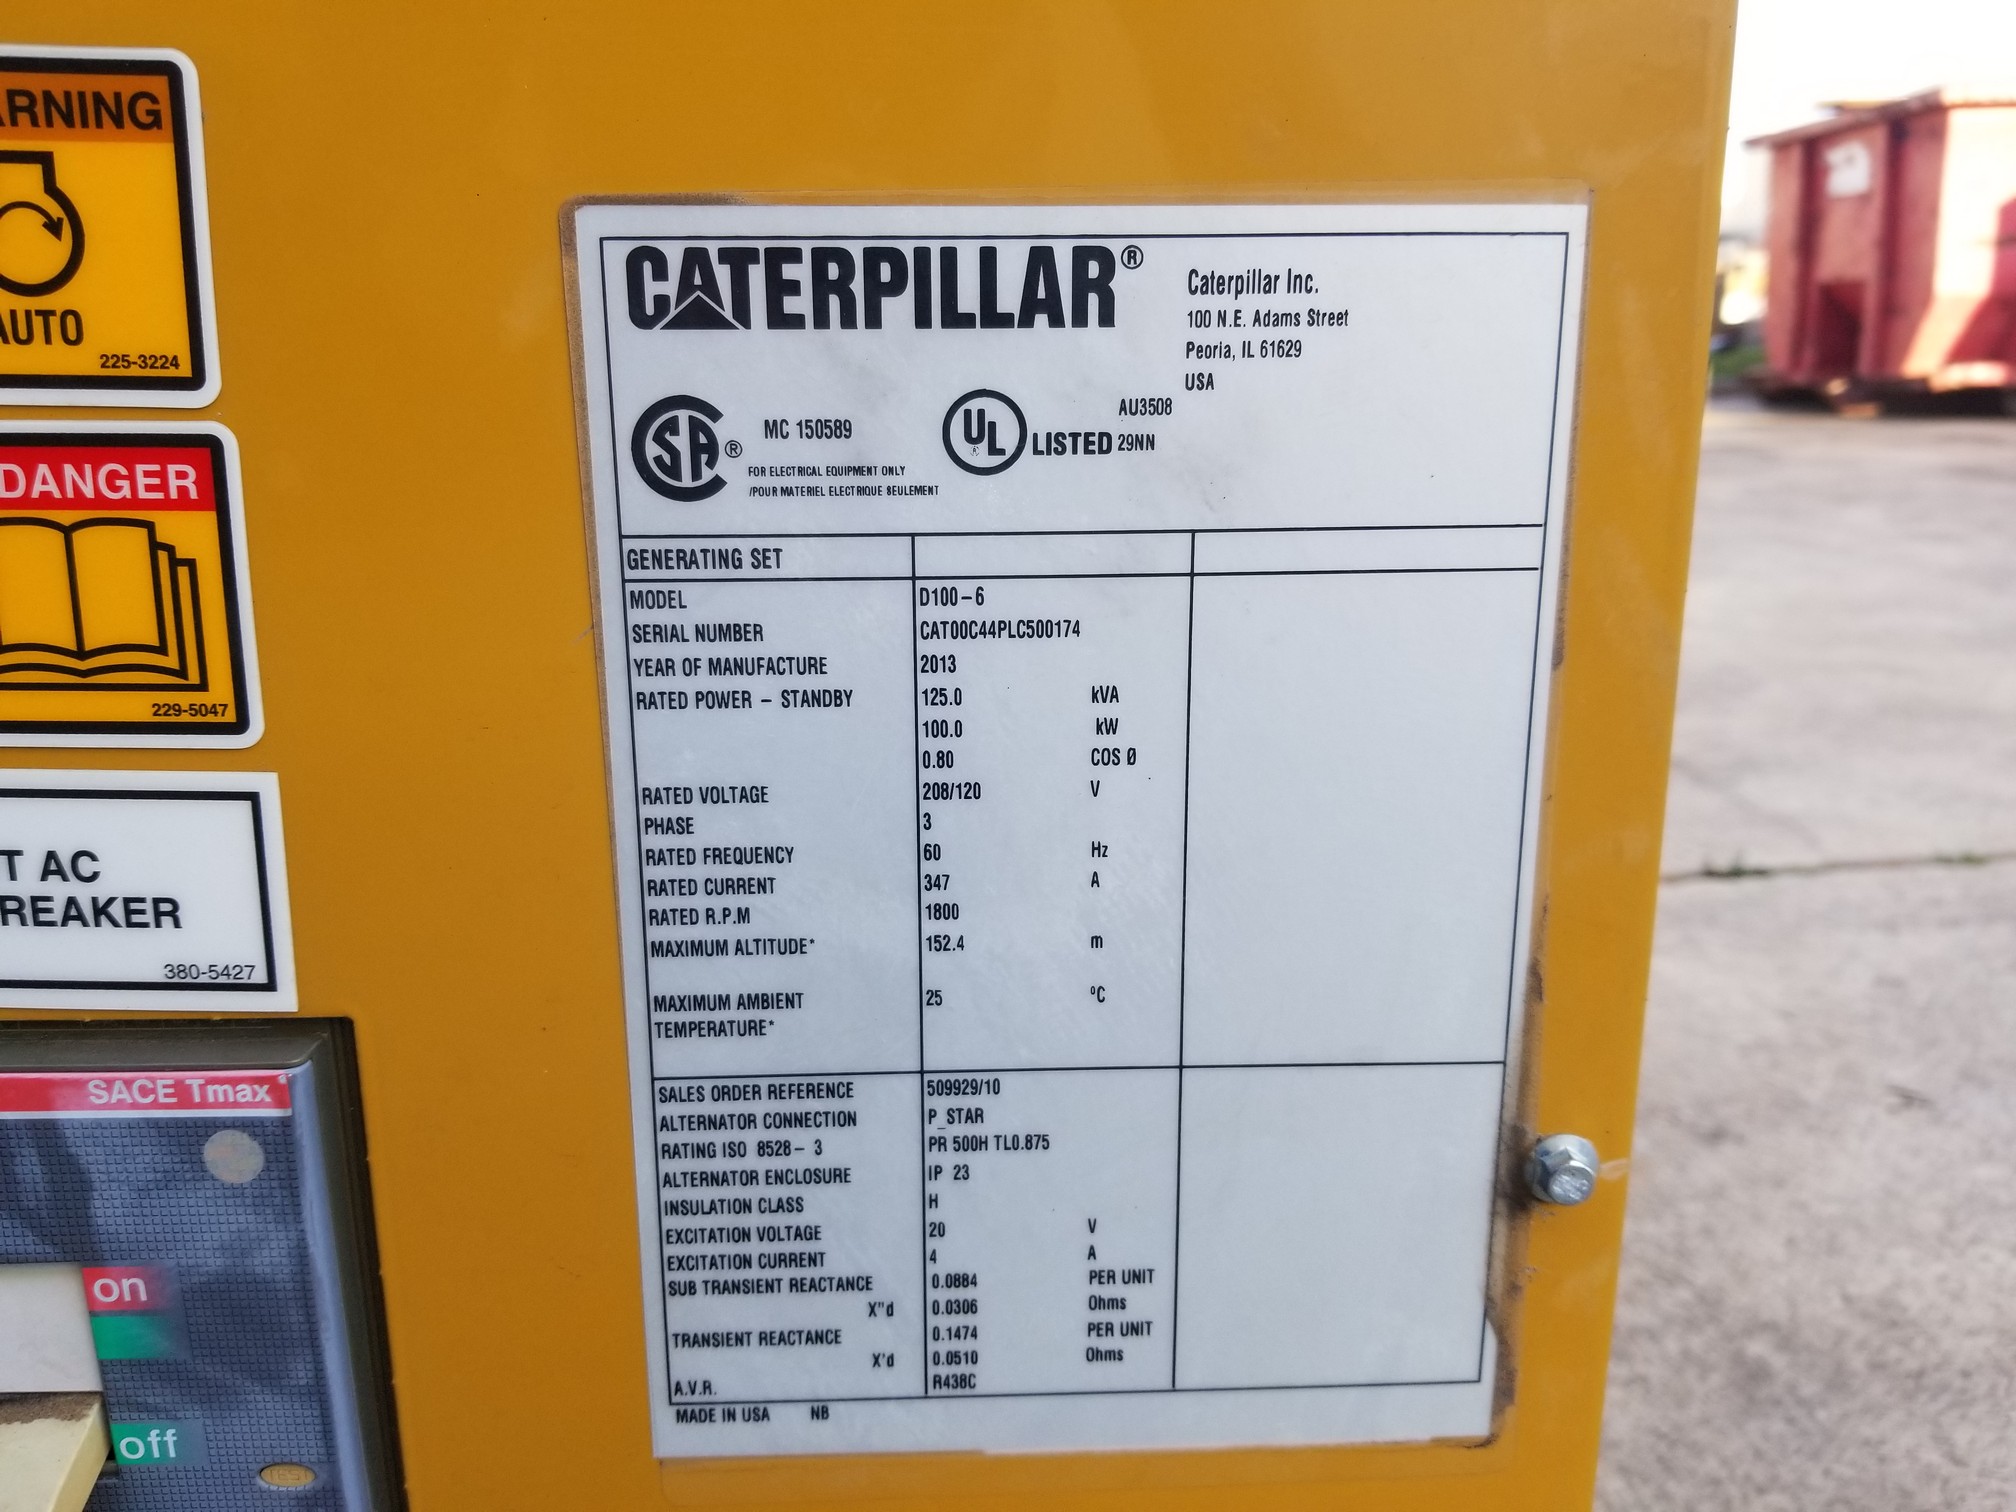 ARNING
AUTO
225-3224
DANGER
229-5047
T AC
REAKER
380-5427
SACE Tmax
on
off
TEST
CATERPILLAR®
Caterpillar Inc.
100 N.E. Adams Street
Peoria, IL 61629
USA
SA® MC 150589
FOR ELECTRICAL EQUIPMENT ONLY
/POUR MATERIEL ELECTRIQUE SEULEMENT
UL LISTED AU3508
29NN
GENERATING SET
MODEL D100-6
SERIAL NUMBER CAT00C44PLC500174
YEAR OF MANUFACTURE 2013
RATED POWER - STANDBY 125.0 kVA
100.0 kW
0.80 COS Ø
RATED VOLTAGE 208/120 V
PHASE 3
RATED FREQUENCY 60 Hz
RATED CURRENT 347 A
RATED R.P.M 1800
MAXIMUM ALTITUDE* 152.4 m
MAXIMUM AMBIENT 25 ºC
TEMPERATURE*
SALES ORDER REFERENCE 509929/10
ALTERNATOR CONNECTION P_STAR
RATING ISO 8528- 3 PR 500H TL0.875
ALTERNATOR ENCLOSURE IP 23
INSULATION CLASS H
EXCITATION VOLTAGE 20 V
EXCITATION CURRENT 4 A
SUB TRANSIENT REACTANCE 0.0884 PER UNIT
X"d 0.0306 Ohms
TRANSIENT REACTANCE 0.1474 PER UNIT
X'd 0.0510 Ohms
A.V.R. R438C
MADE IN USA NB